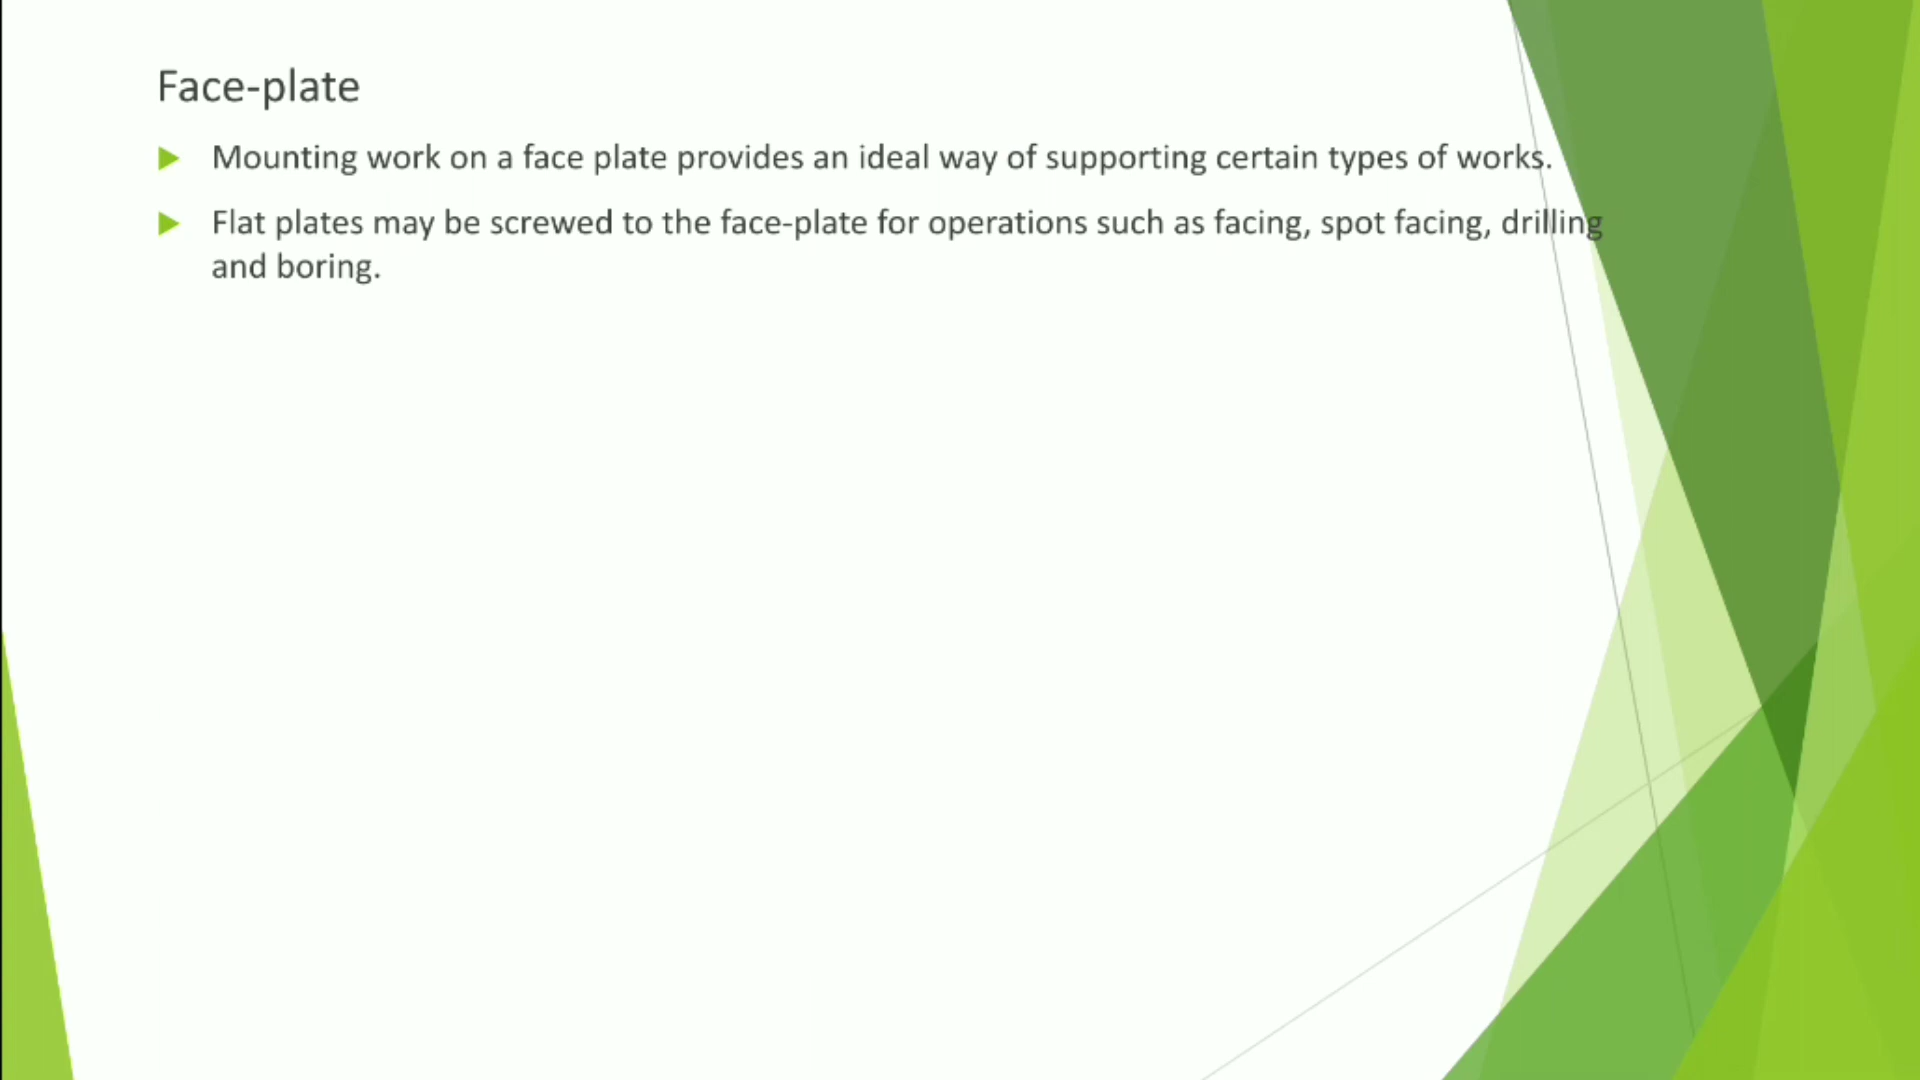 Face-plate
Mounting work on a face plate provides an ideal way of supporting certain types of works.
Flat plates may be screwed to the face-plate for operations such as facing, spot facing, drilling
and boring.